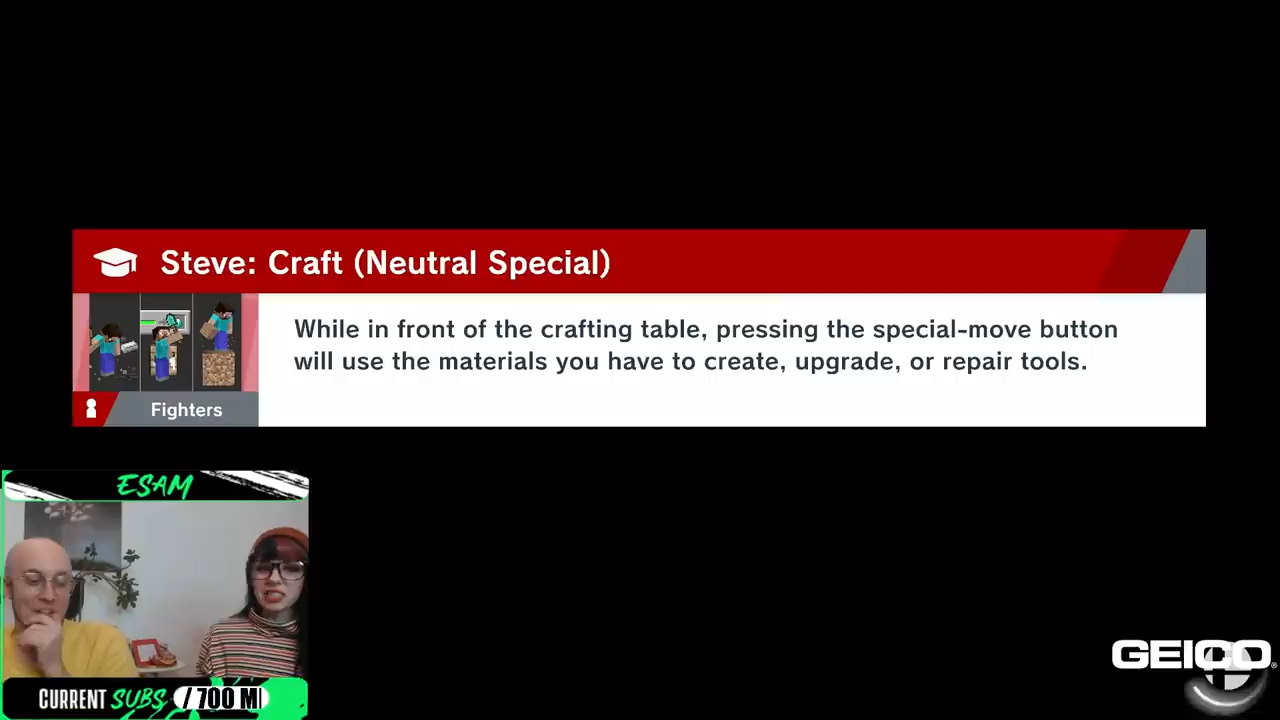 Steve: Craft (Neutral Special)
While in front of the crafting table, pressing the special-move button
will use the materials you have to create, upgrade, or repair tools.
Fighters
ESAM
CURRENT SUBS / 700 M
GEICO